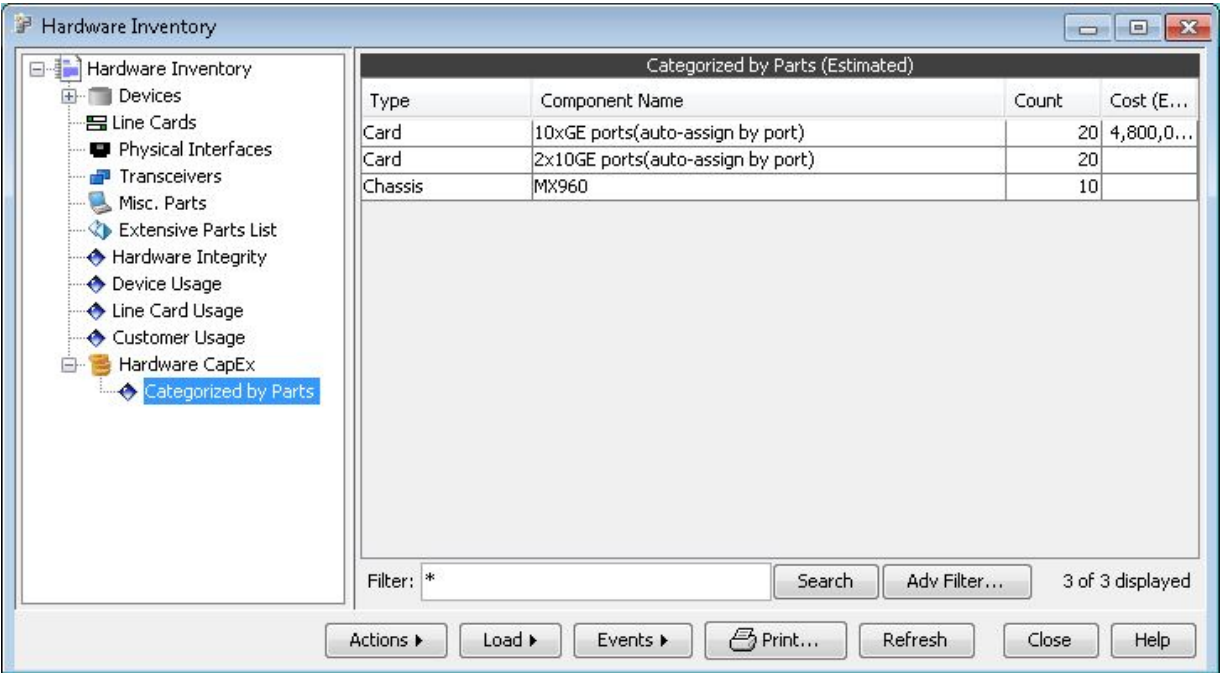 Hardware Inventory
Hardware Inventory
Devices
Line Cards
Physical Interfaces
Transceivers
Misc. Parts
Extensive Parts List
Hardware Integrity
Device Usage
Line Card Usage
Customer Usage
Hardware CapEx
Categorized by Parts
Categorized by Parts (Estimated)
Type Component Name Count Cost (E...
Card 10xGE ports(auto-assign by port) 20 4,800,0...
Card 2x10GE ports(auto-assign by port) 20
Chassis MX960 10
Filter: * Search Adv Filter... 3 of 3 displayed
Actions Load Events Print... Refresh Close Help